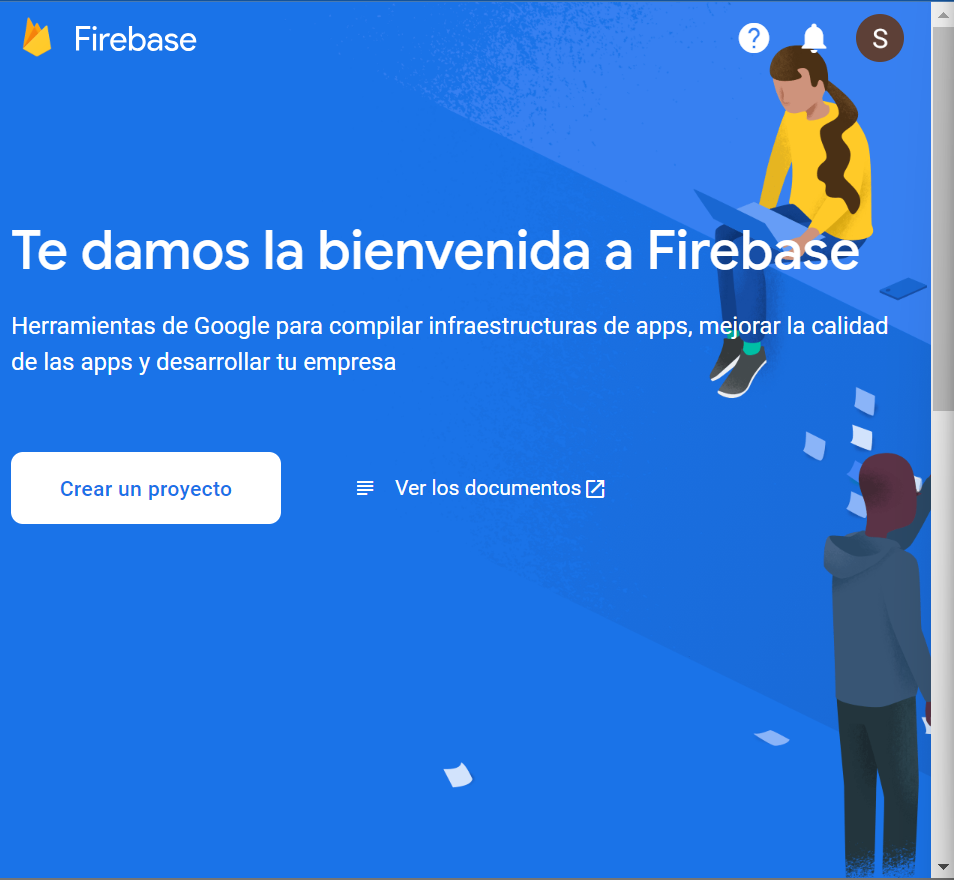 Firebase
?
S
Te damos la bienvenida a Firebase
Herramientas de Google para compilar infraestructuras de apps, mejorar la calidad
de las apps y desarrollar tu empresa
Crear un proyecto
Ver los documentos